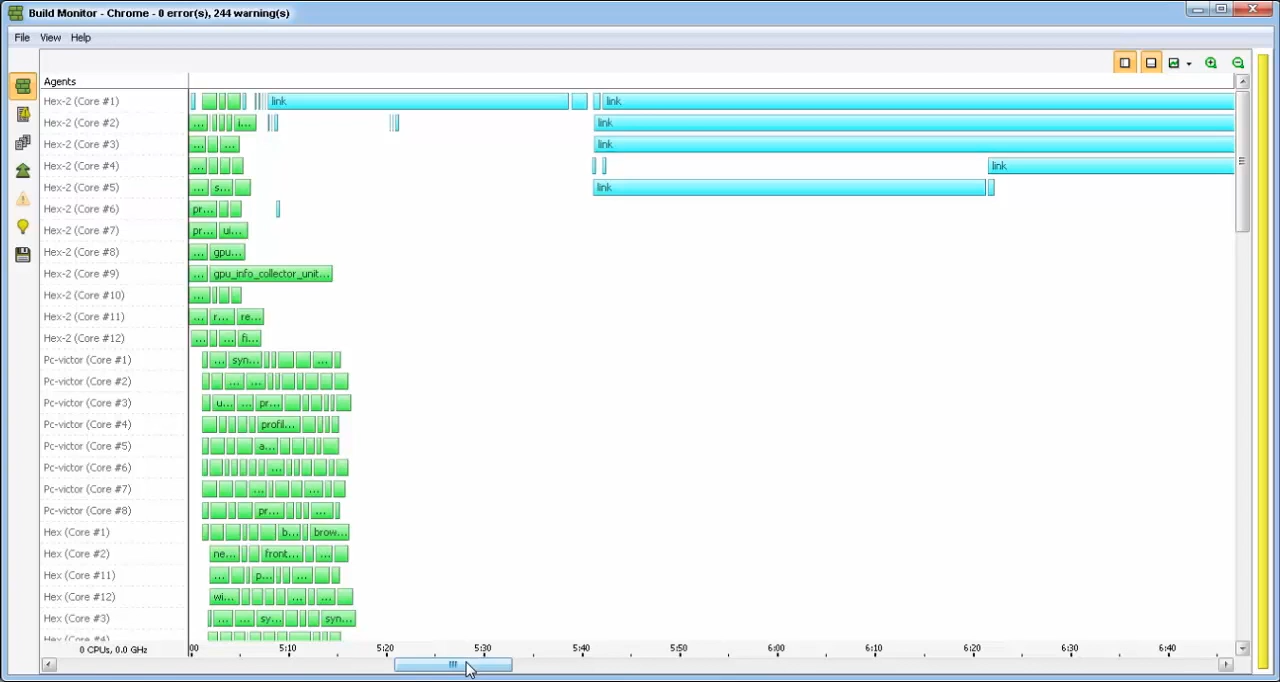 Build Monitor - Chrome - 0 error(s), 244 warning(s)
File View Help
Agents
Hex-2 (Core #1) link link
Hex-2 (Core #2) ... i... link
Hex-2 (Core #3) ... ... link
Hex-2 (Core #4) ... link
Hex-2 (Core #5) ... s... link
Hex-2 (Core #6) pr...
Hex-2 (Core #7) pr... ui...
Hex-2 (Core #8) ... gpu...
Hex-2 (Core #9) ... gpu_info_collector_unit...
Hex-2 (Core #10) ...
Hex-2 (Core #11) ... r... re...
Hex-2 (Core #12) ... ... fi...
Pc-victor (Core #1) ... syn... ...
Pc-victor (Core #2) ... ...
Pc-victor (Core #3) u... ... pr...
Pc-victor (Core #4) profil...
Pc-victor (Core #5) a...
Pc-victor (Core #6) ...
Pc-victor (Core #7) ... ...
Pc-victor (Core #8) pr... ...
Hex (Core #1) b... brow...
Hex (Core #2) ne... front... ...
Hex (Core #11) ... p... ...
Hex (Core #12) wi... ... ...
Hex (Core #3) ... ... sy... syn...
Hex (Core #4)
0 CPUs, 0.0 GHz 00 5:10 5:20 5:30 5:40 5:50 6:00 6:10 6:20 6:30 6:40